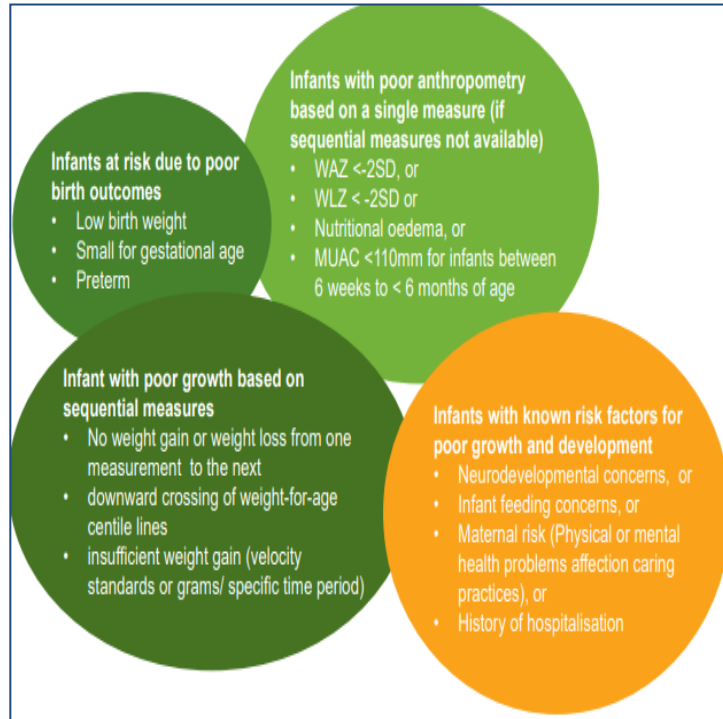 Infants at risk due to poor
birth outcomes
• Low birth weight
• Small for gestational age
• Preterm
Infants with poor anthropometry
based on a single measure (if
sequential measures not available)
• WAZ <-2SD, or
• WLZ < -2SD or
• Nutritional oedema, or
• MUAC <110mm for infants between
6 weeks to < 6 months of age
Infant with poor growth based on
sequential measures
• No weight gain or weight loss from one
measurement to the next
• downward crossing of weight-for-age
centile lines
• insufficient weight gain (velocity
standards or grams/ specific time period)
Infants with known risk factors for
poor growth and development
• Neurodevelopmental concerns, or
• Infant feeding concerns, or
• Maternal risk (Physical or mental
health problems affection caring
practices), or
• History of hospitalisation